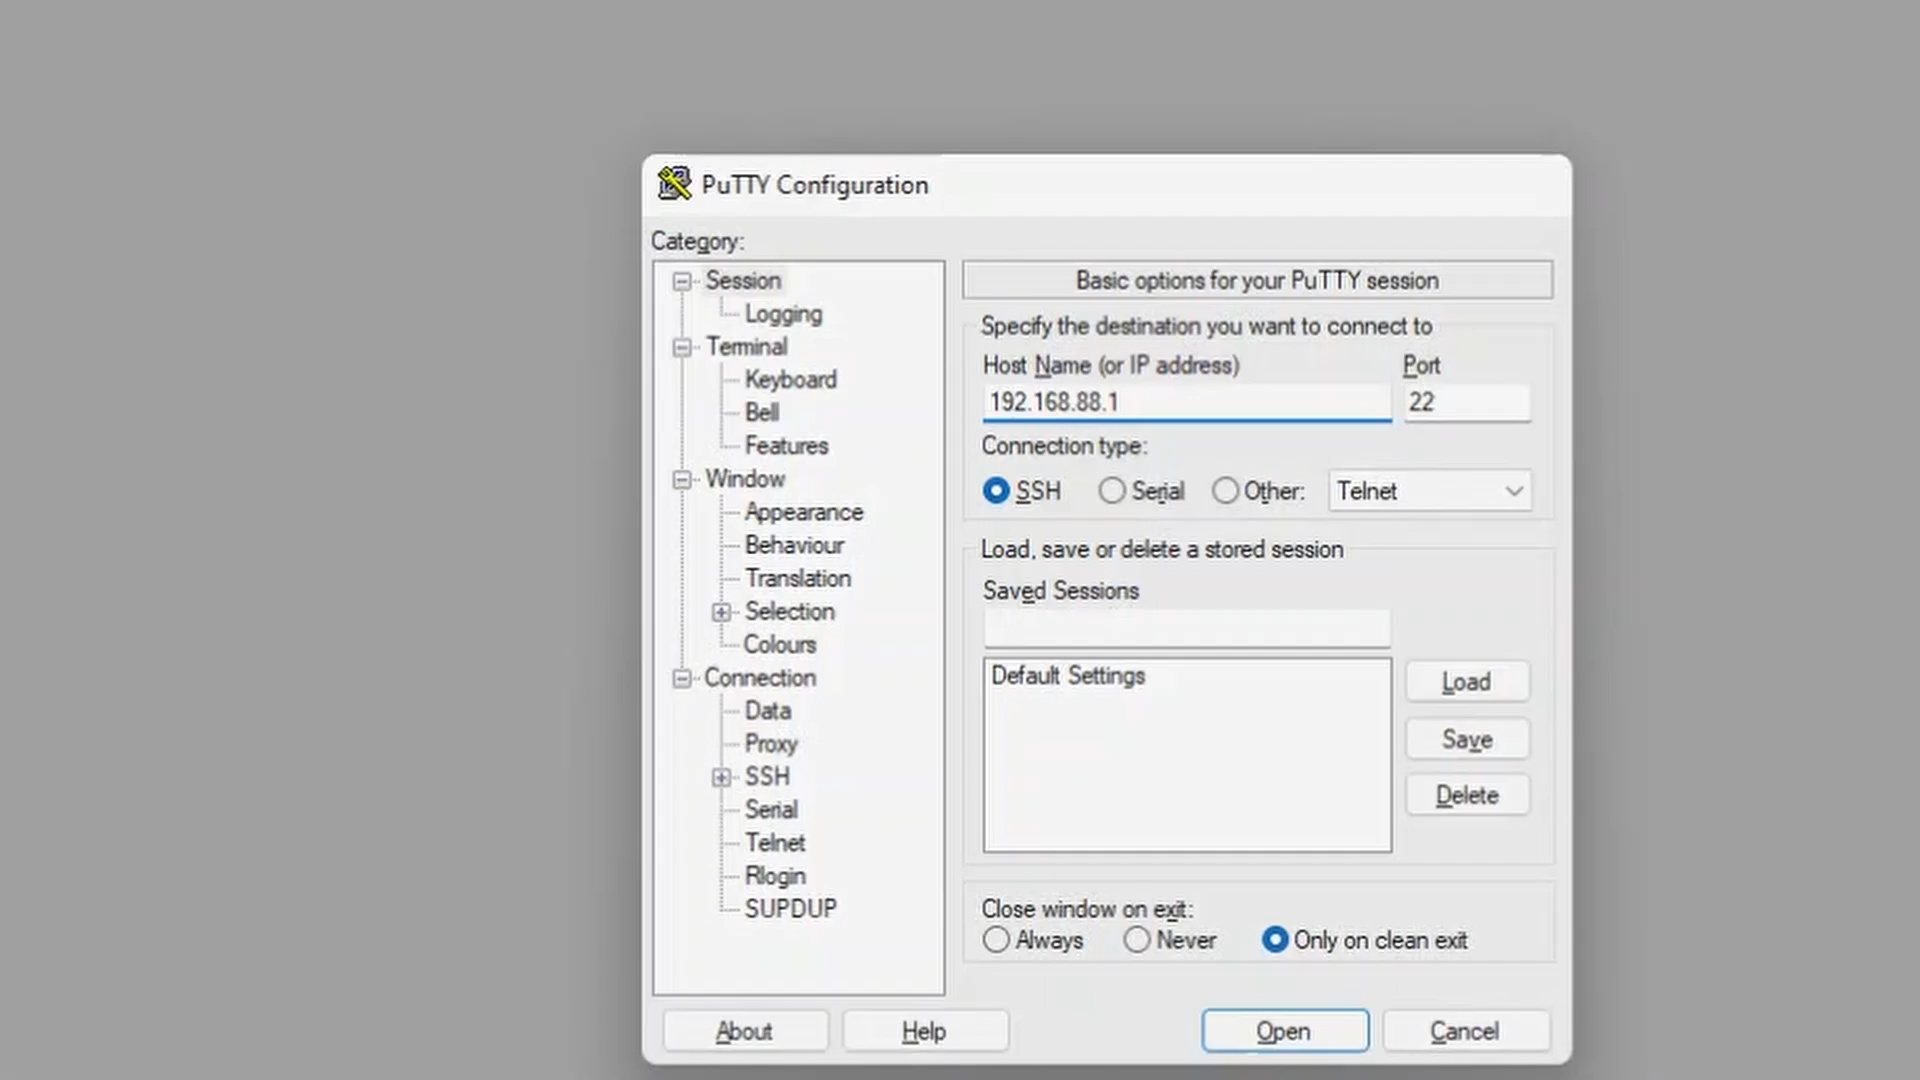 PuTTY Configuration
Category:
Session
Logging
Terminal
Keyboard
Bell
Features
Window
Appearance
Behaviour
Translation
Selection
Colours
Connection
Data
Proxy
SSH
Serial
Telnet
Rlogin
SUPDUP
Basic options for your PuTTY session
Specify the destination you want to connect to
Host Name (or IP address) Port
192.168.88.1 22
Connection type:
SSH Serial Other: Telnet
Load, save or delete a stored session
Saved Sessions
Default Settings
Load
Save
Delete
Close window on exit:
Always Never Only on clean exit
About Help Open Cancel